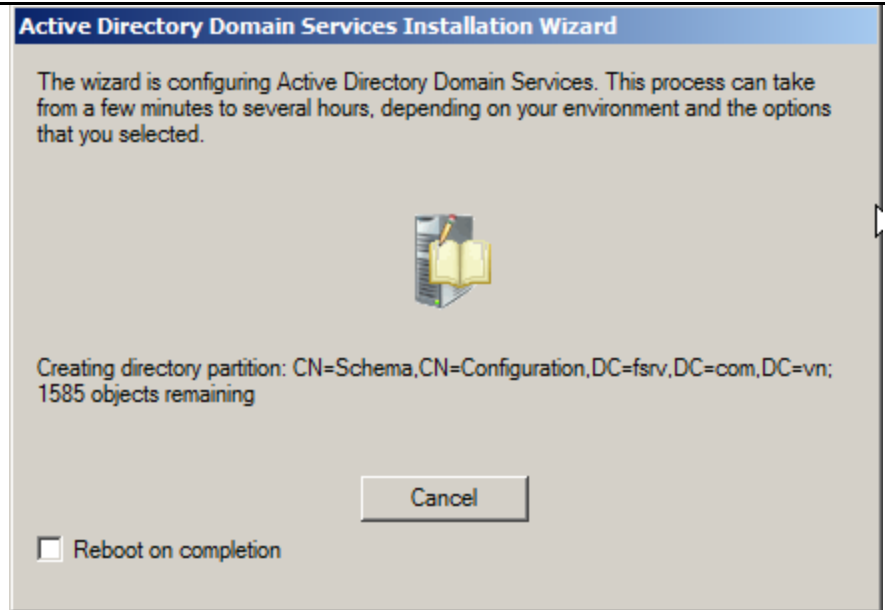 Active Directory Domain Services Installation Wizard
The wizard is configuring Active Directory Domain Services. This process can take
from a few minutes to several hours, depending on your environment and the options
that you selected.
Creating directory partition: CN=Schema,CN=Configuration,DC=fsrv,DC=com,DC=vn;
1585 objects remaining
Cancel
Reboot on completion